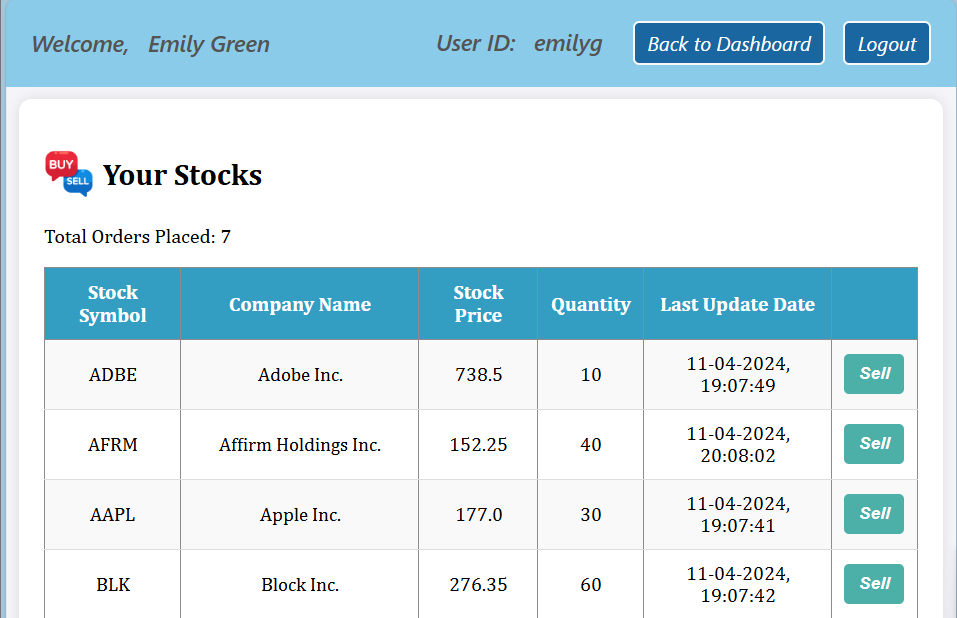 Welcome, Emily Green User ID: emilyg Back to Dashboard Logout
BUY
SELL
Your Stocks
Total Orders Placed: 7
Stock Symbol Company Name Stock Price Quantity Last Update Date
ADBE Adobe Inc. 738.5 10 11-04-2024, 19:07:49 Sell
AFRM Affirm Holdings Inc. 152.25 40 11-04-2024, 20:08:02 Sell
AAPL Apple Inc. 177.0 30 11-04-2024, 19:07:41 Sell
BLK Block Inc. 276.35 60 11-04-2024, 19:07:42 Sell